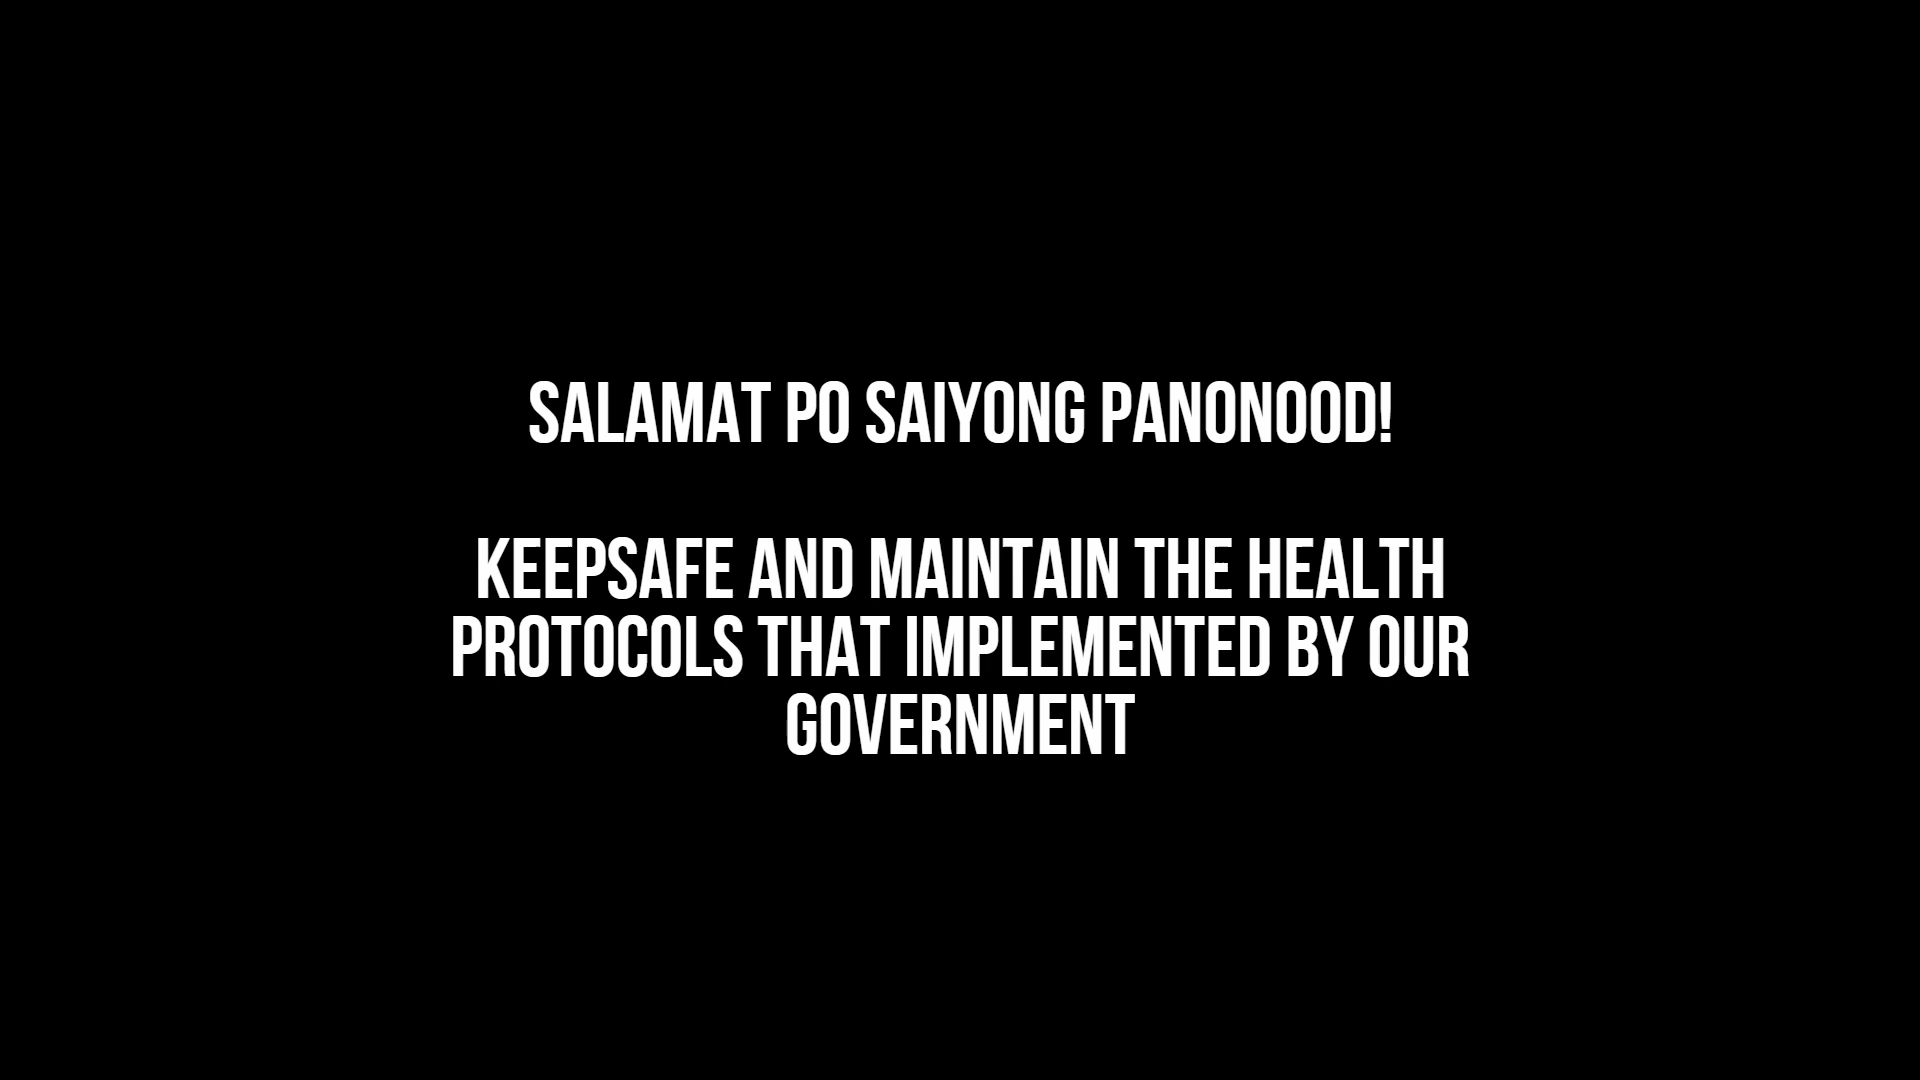 SALAMAT PO SAIYONG PANONOOD!
KEEPSAFE AND MAINTAIN THE HEALTH
PROTOCOLS THAT IMPLEMENTED BY OUR
GOVERNMENT